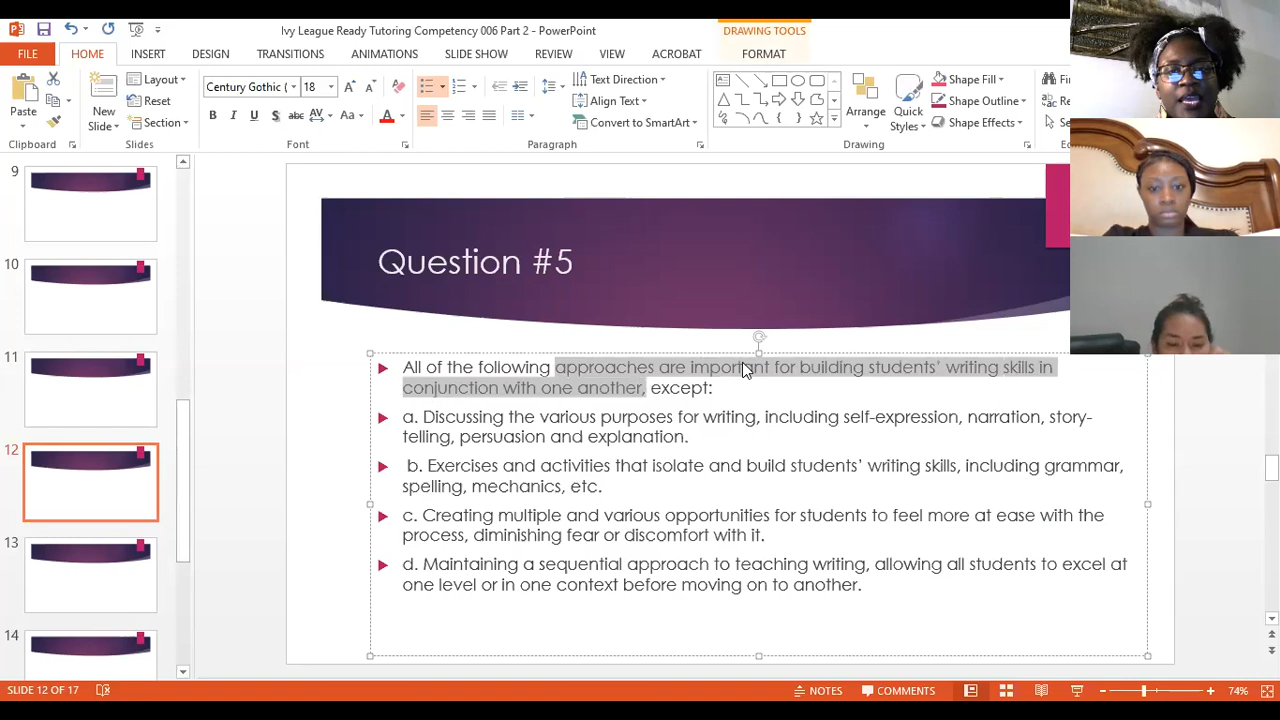 Ivy League Ready Tutoring Competency 006 Part 2 - PowerPoint
DRAWING TOOLS
FILE
HOME
INSERT
DESIGN
TRANSITIONS
ANIMATIONS
SLIDE SHOW
REVIEW
VIEW
ACROBAT
FORMAT
Paste
New
Slide
Layout
Reset
Section
Century Gothic (
18
B I U S abc AV Aa A
Text Direction
Align Text
Convert to SmartArt
Arrange
Quick
Styles
Shape Fill
Shape Outline
Shape Effects
Fin
Re
Se
Clipboard
Slides
Font
Paragraph
Drawing
9
10
11
12
13
14
Question #5
All of the following approaches are important for building students' writing skills in
conjunction with one another, except:
a. Discussing the various purposes for writing, including self-expression, narration, story-
telling, persuasion and explanation.
b. Exercises and activities that isolate and build students' writing skills, including grammar,
spelling, mechanics, etc.
c. Creating multiple and various opportunities for students to feel more at ease with the
process, diminishing fear or discomfort with it.
d. Maintaining a sequential approach to teaching writing, allowing all students to excel at
one level or in one context before moving on to another.
SLIDE 12 OF 17
NOTES
COMMENTS
74%